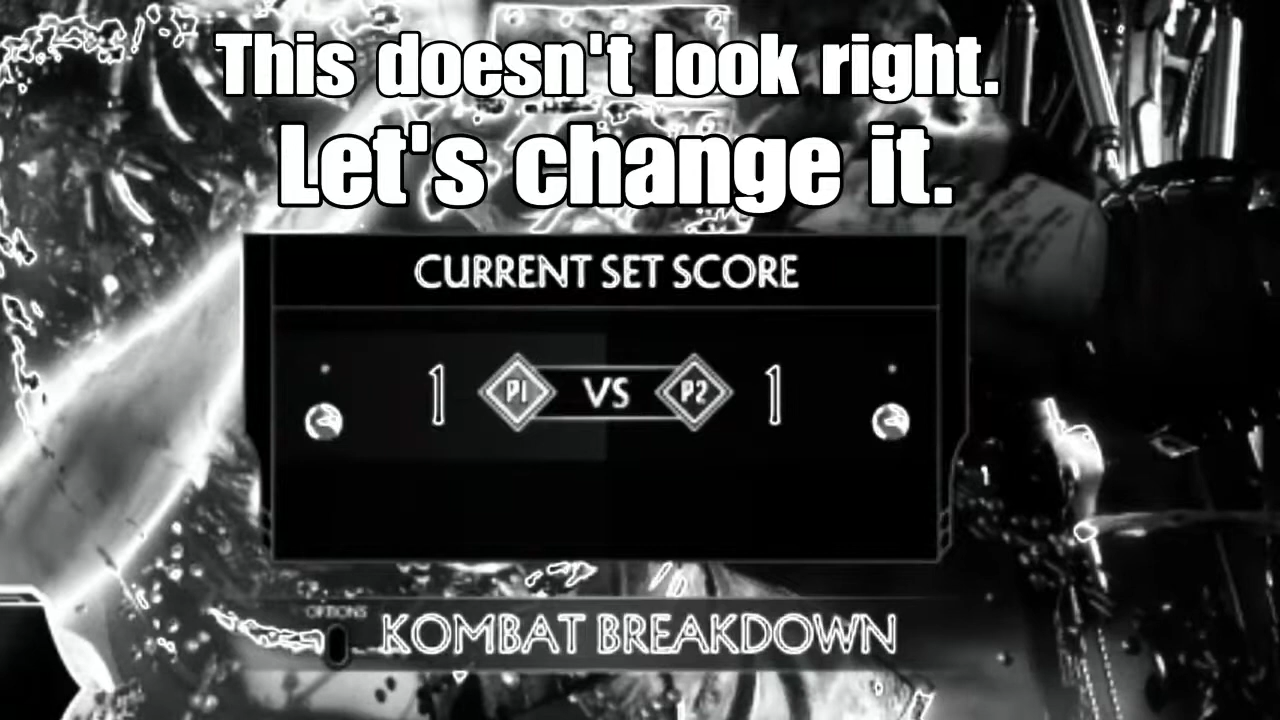 This doesn't look right.
Let's change it.
CURRENT SET SCORE
1 P1 VS P2 1
OPTIONS
KOMBAT BREAKDOWN